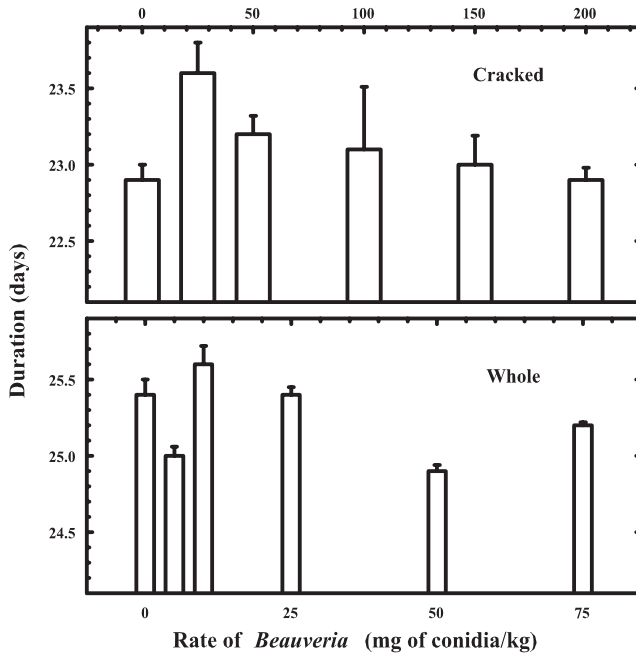 0 50 100 150 200
Cracked
23.5
23.0
22.5
Duration (days)
Whole
25.5
25.0
24.5
0 25 50 75
Rate of Beauveria (mg of conidia/kg)